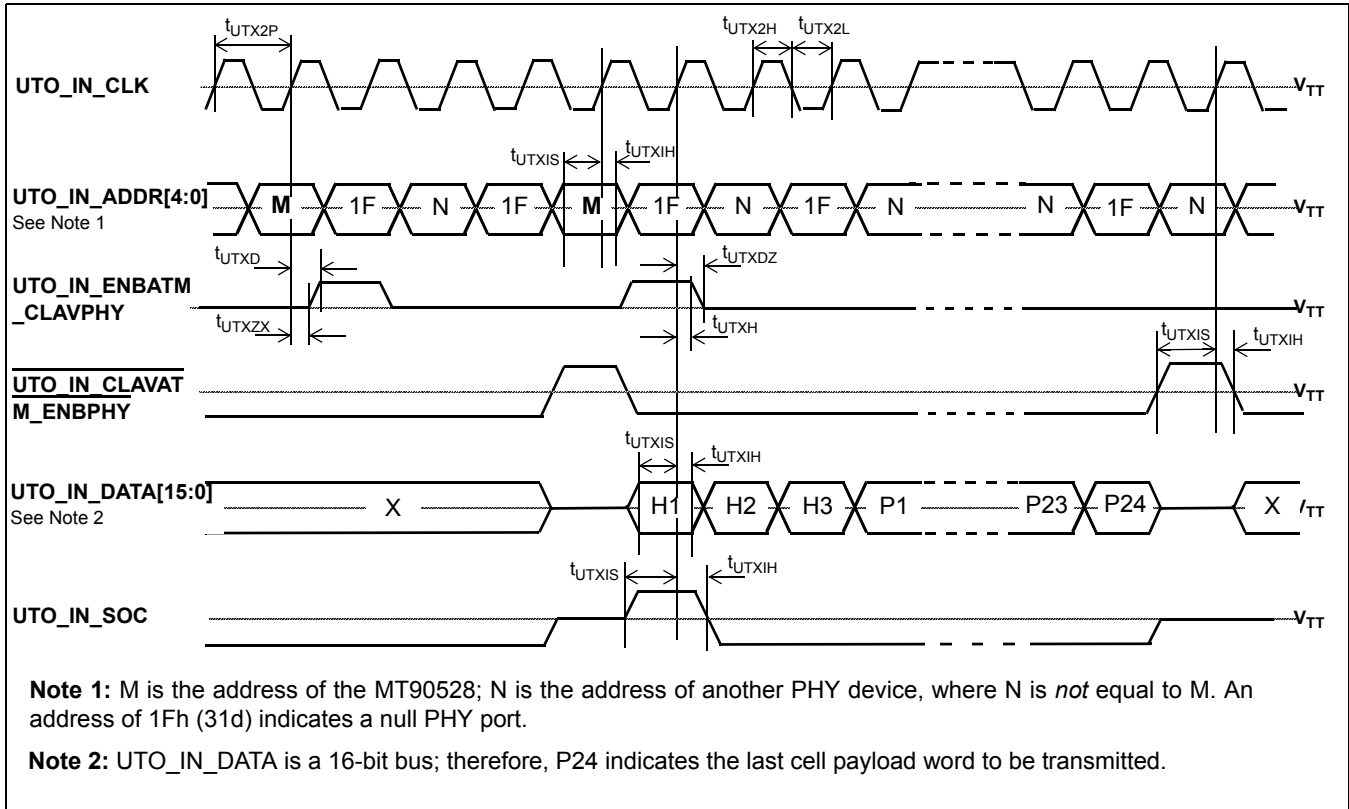 tUTX2P
tUTX2H tUTX2L
UTO_IN_CLK
VTT
tUTXIS tUTXIH
UTO_IN_ADDR[4:0]
See Note 1
M 1F N 1F M 1F N 1F N N 1F N
VTT
tUTXD
tUTXDZ
UTO_IN_ENBATM
_CLAVPHY
VTT
tUTXZX
tUTXH
tUTXIS tUTXIH
UTO_IN_CLAVAT
M_ENBPHY
VTT
tUTXIS tUTXIH
UTO_IN_DATA[15:0]
See Note 2
X H1 H2 H3 P1 P23 P24 X
TT
tUTXIS tUTXIH
UTO_IN_SOC
VTT
Note 1: M is the address of the MT90528; N is the address of another PHY device, where N is not equal to M. An
address of 1Fh (31d) indicates a null PHY port.
Note 2: UTO_IN_DATA is a 16-bit bus; therefore, P24 indicates the last cell payload word to be transmitted.